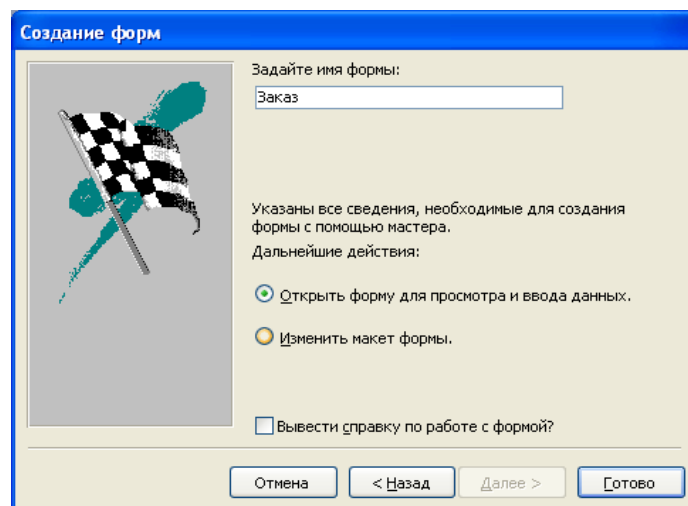 Создание форм
Задайте имя формы:
Заказ
Указаны все сведения, необходимые для создания
формы с помощью мастера.
Дальнейшие действия:
Открыть форму для просмотра и ввода данных.
Изменить макет формы.
Вывести справку по работе с формой?
Отмена
< Назад
Далее >
Готово